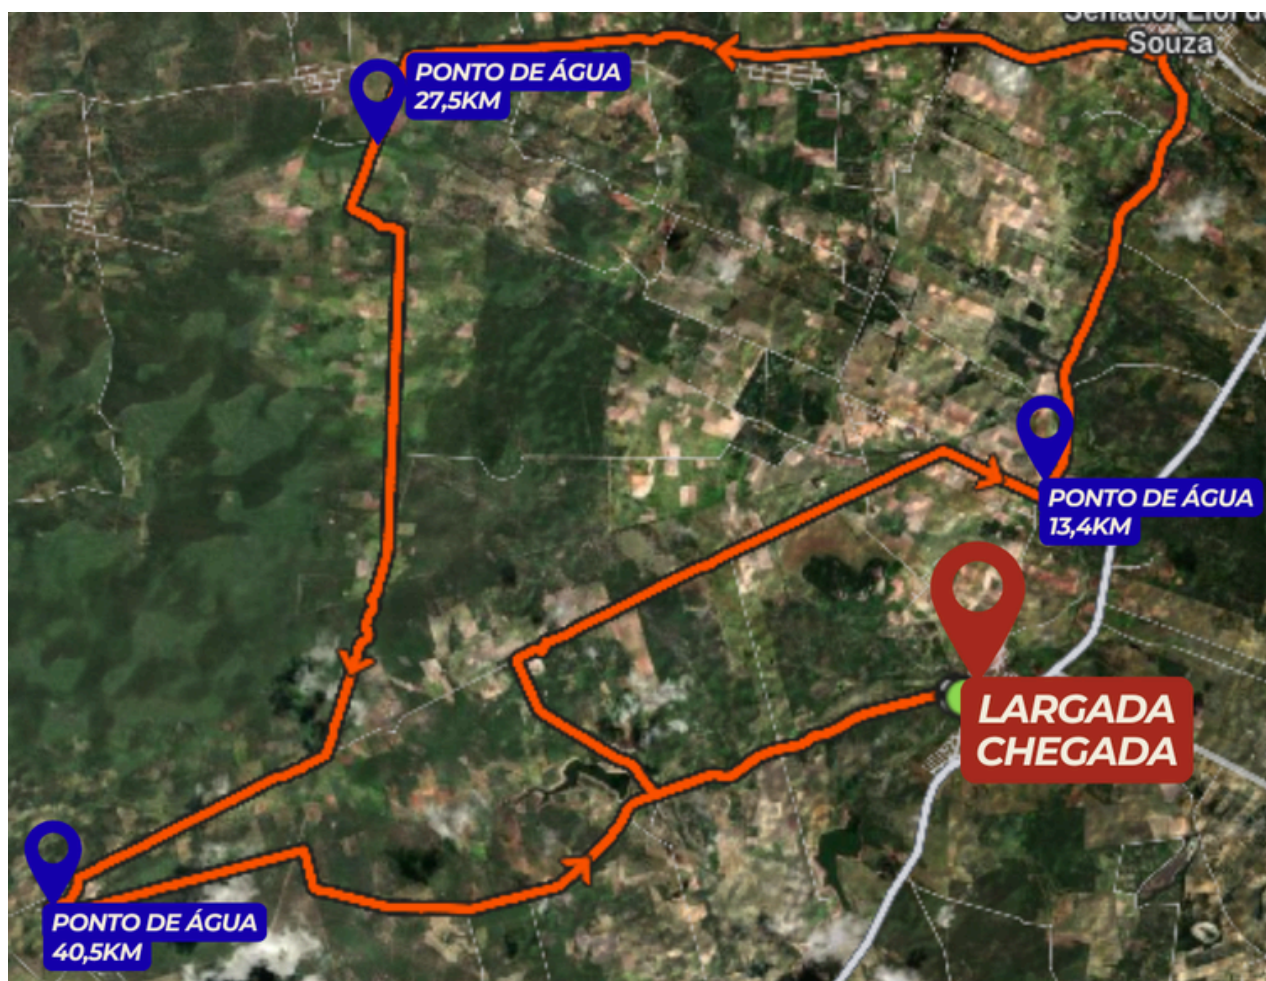 Souza
PONTO DE ÁGUA
27,5KM
PONTO DE ÁGUA
13,4KM
LARGADA
CHEGADA
PONTO DE ÁGUA
40,5KM